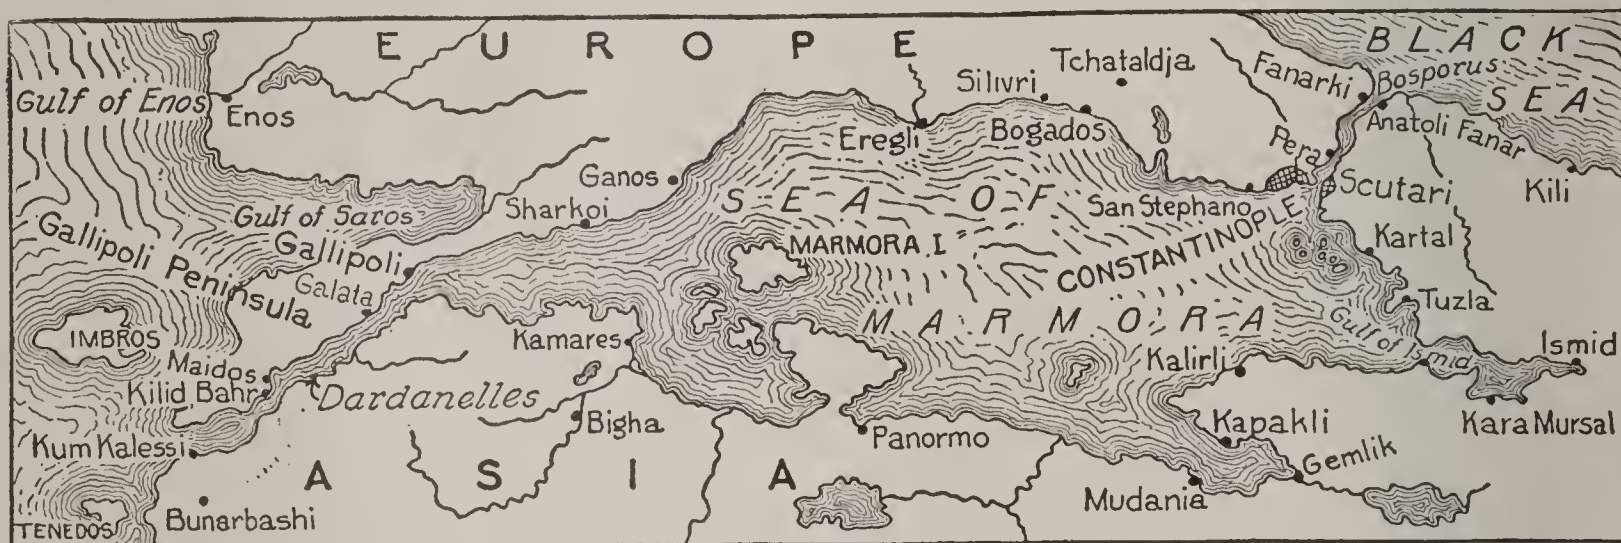 EUROPE
BLACK
SEA
Bosporus
Gulf of Enos
Enos
Tchataldja
Silivri
Fanarki
Eregli
Bogados
Anatoli Fanar
Pera
Ganos
Scutari
Kili
Sharkoi
SEA OF
San Stephano
Gulf of Saros
Gallipoli Peninsula
Gallipoli
Galata
MARMORA. I.
CONSTANTINOPLE
Kartal
MARMORA
Tuzla
Gulf of Ismid
Ismid
IMBROS
Kamares
Kalirli
Maidos
Kilid Bahr
Dardanelles
Bigha
Panormo
Kapakli
Kara Mursal
Kum Kalessi
Gemlik
ASIA
Mudania
Bunarbashi
TENEDOS